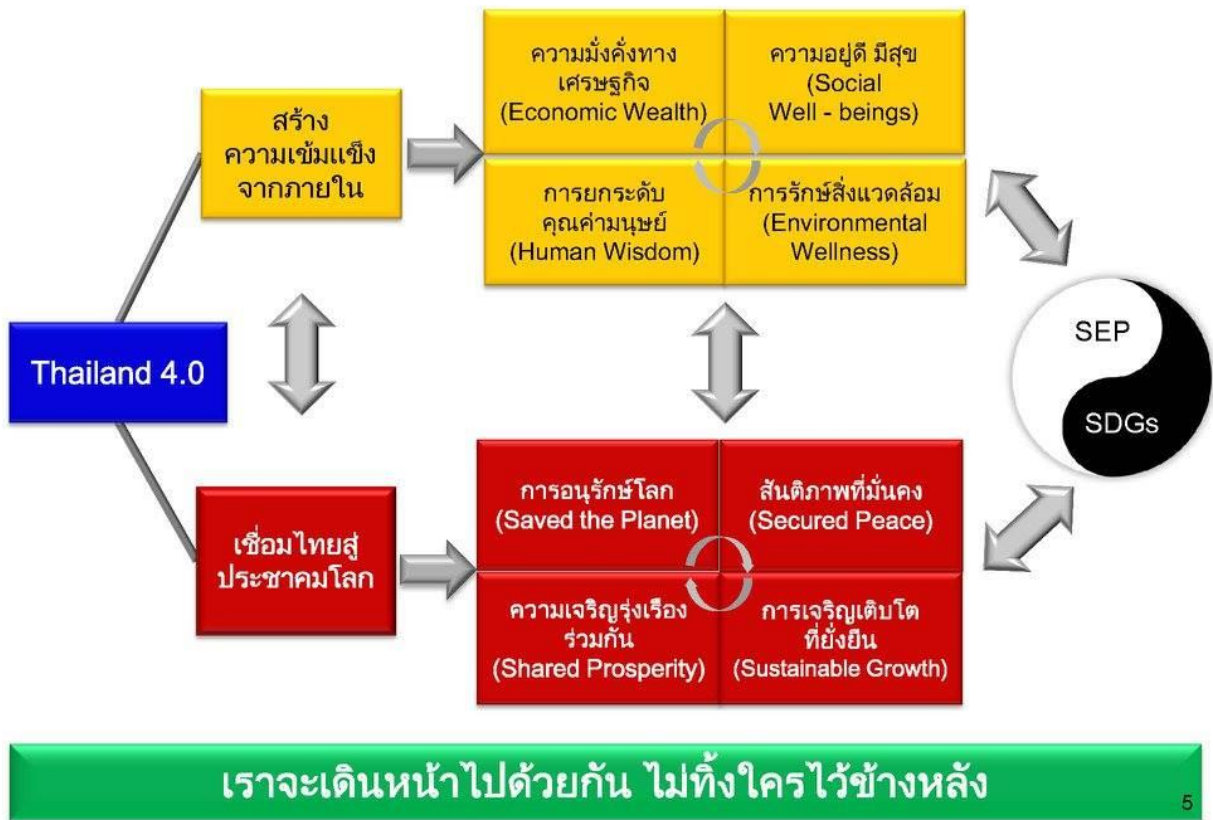 Thailand 4.0
สร้าง
ความเข้มแข็ง
จากภายใน
ความมั่งคั่งทาง
เศรษฐกิจ
(Economic Wealth)
ความอยู่ดี มีสุข
(Social
Well - beings)
การยกระดับ
คุณค่ามนุษย์
(Human Wisdom)
การรักษ์สิ่งแวดล้อม
(Environmental
Wellness)
เชื่อมไทยสู่
ประชาคมโลก
การอนุรักษ์โลก
(Saved the Planet)
สันติภาพที่มั่นคง
(Secured Peace)
ความเจริญรุ่งเรือง
ร่วมกัน
(Shared Prosperity)
การเจริญเติบโต
ที่ยั่งยืน
(Sustainable Growth)
SEP
SDGs
เราจะเดินหน้าไปด้วยกัน ไม่ทิ้งใครไว้ข้างหลัง
5